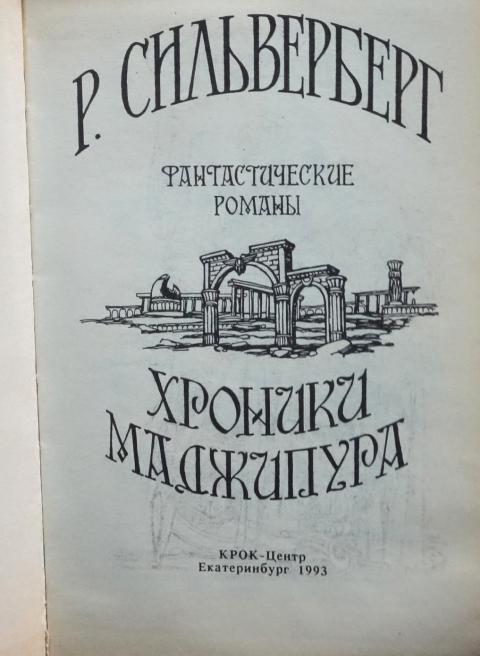 Р. СИЛЬВЕРБЕРГ
ФАНТАСТИЧЕСКИЕ
РОМАНЫ
ХРОНИКИ
МАДЖИПУРА
КРОК-Центр
Екатеринбург 1993